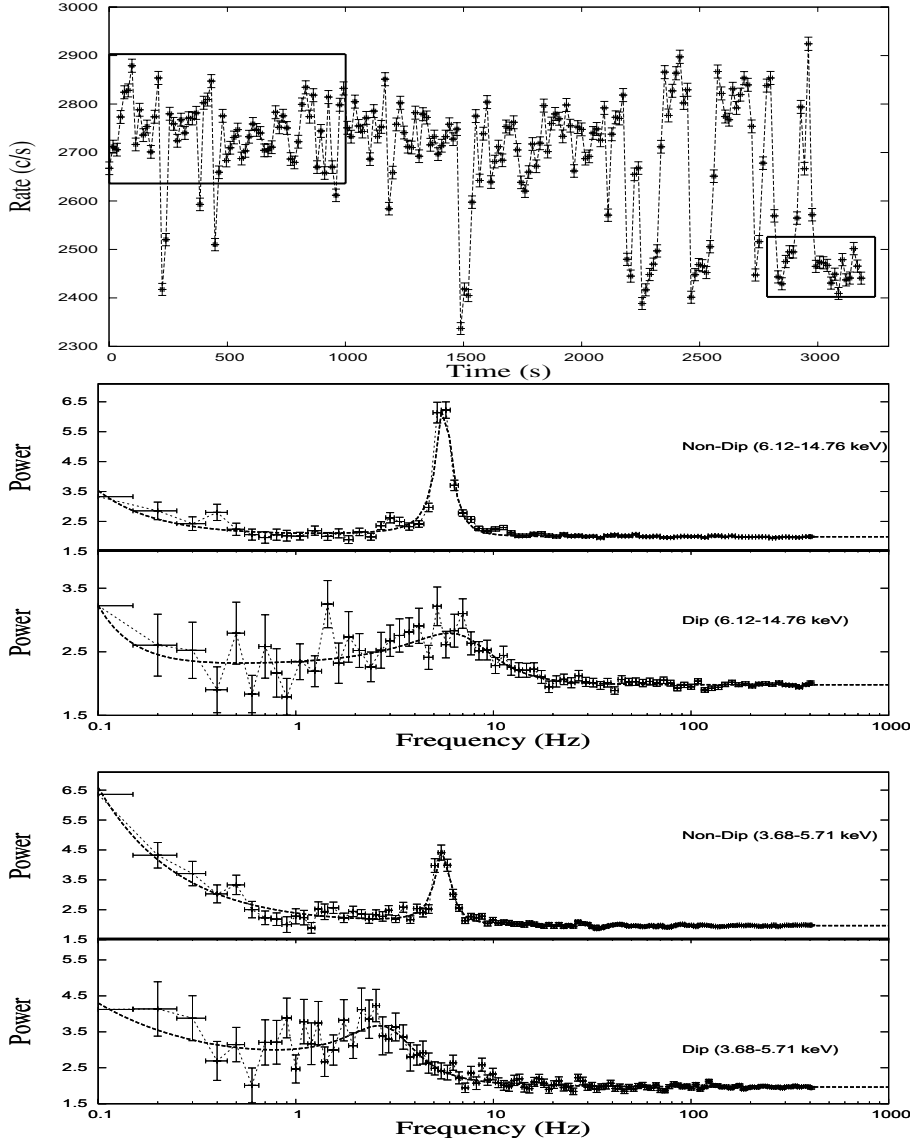 3000
2900
2800
2700
2600
2500
2400
2300
Rate (c/s)
0 500 1000 1500 2000 2500 3000
Time (s)
6.5
5.5
4.5
3.5
2.5
1.5
Power
Non-Dip (6.12-14.76 keV)
3.5
2.5
1.5
Power
Dip (6.12-14.76 keV)
0.1 1 10 100 1000
Frequency (Hz)
6.5
5.5
4.5
3.5
2.5
1.5
Power
Non-Dip (3.68-5.71 keV)
5.5
4.5
3.5
2.5
1.5
Power
Dip (3.68-5.71 keV)
0.1 1 10 100 1000
Frequency (Hz)